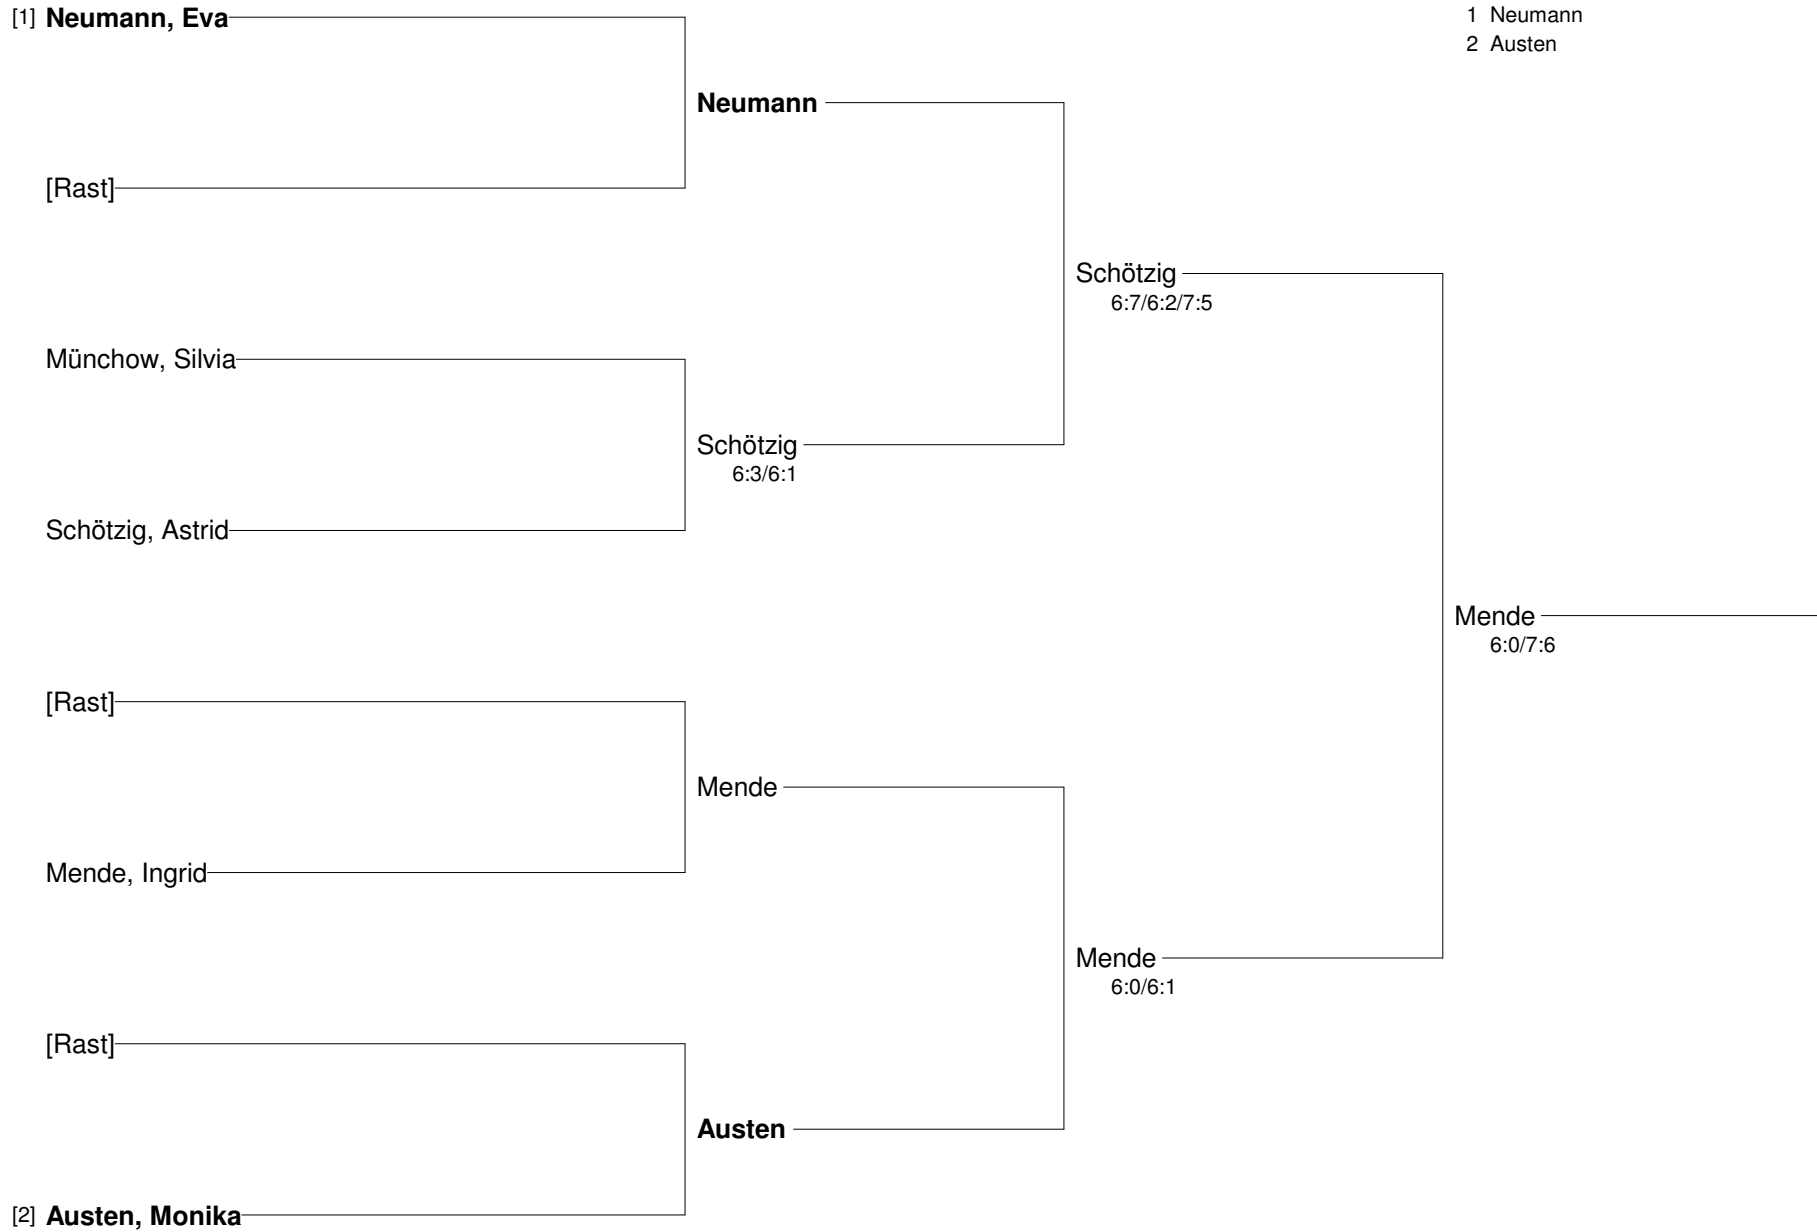 [1] Neumann, Eva
1 Neumann
2 Austen
Neumann
[Rast]
Schötzig
6:7/6:2/7:5
Münchow, Silvia
Schötzig
6:3/6:1
Schötzig, Astrid
Mende
6:0/7:6
[Rast]
Mende
Mende, Ingrid
Mende
6:0/6:1
[Rast]
Austen
[2] Austen, Monika